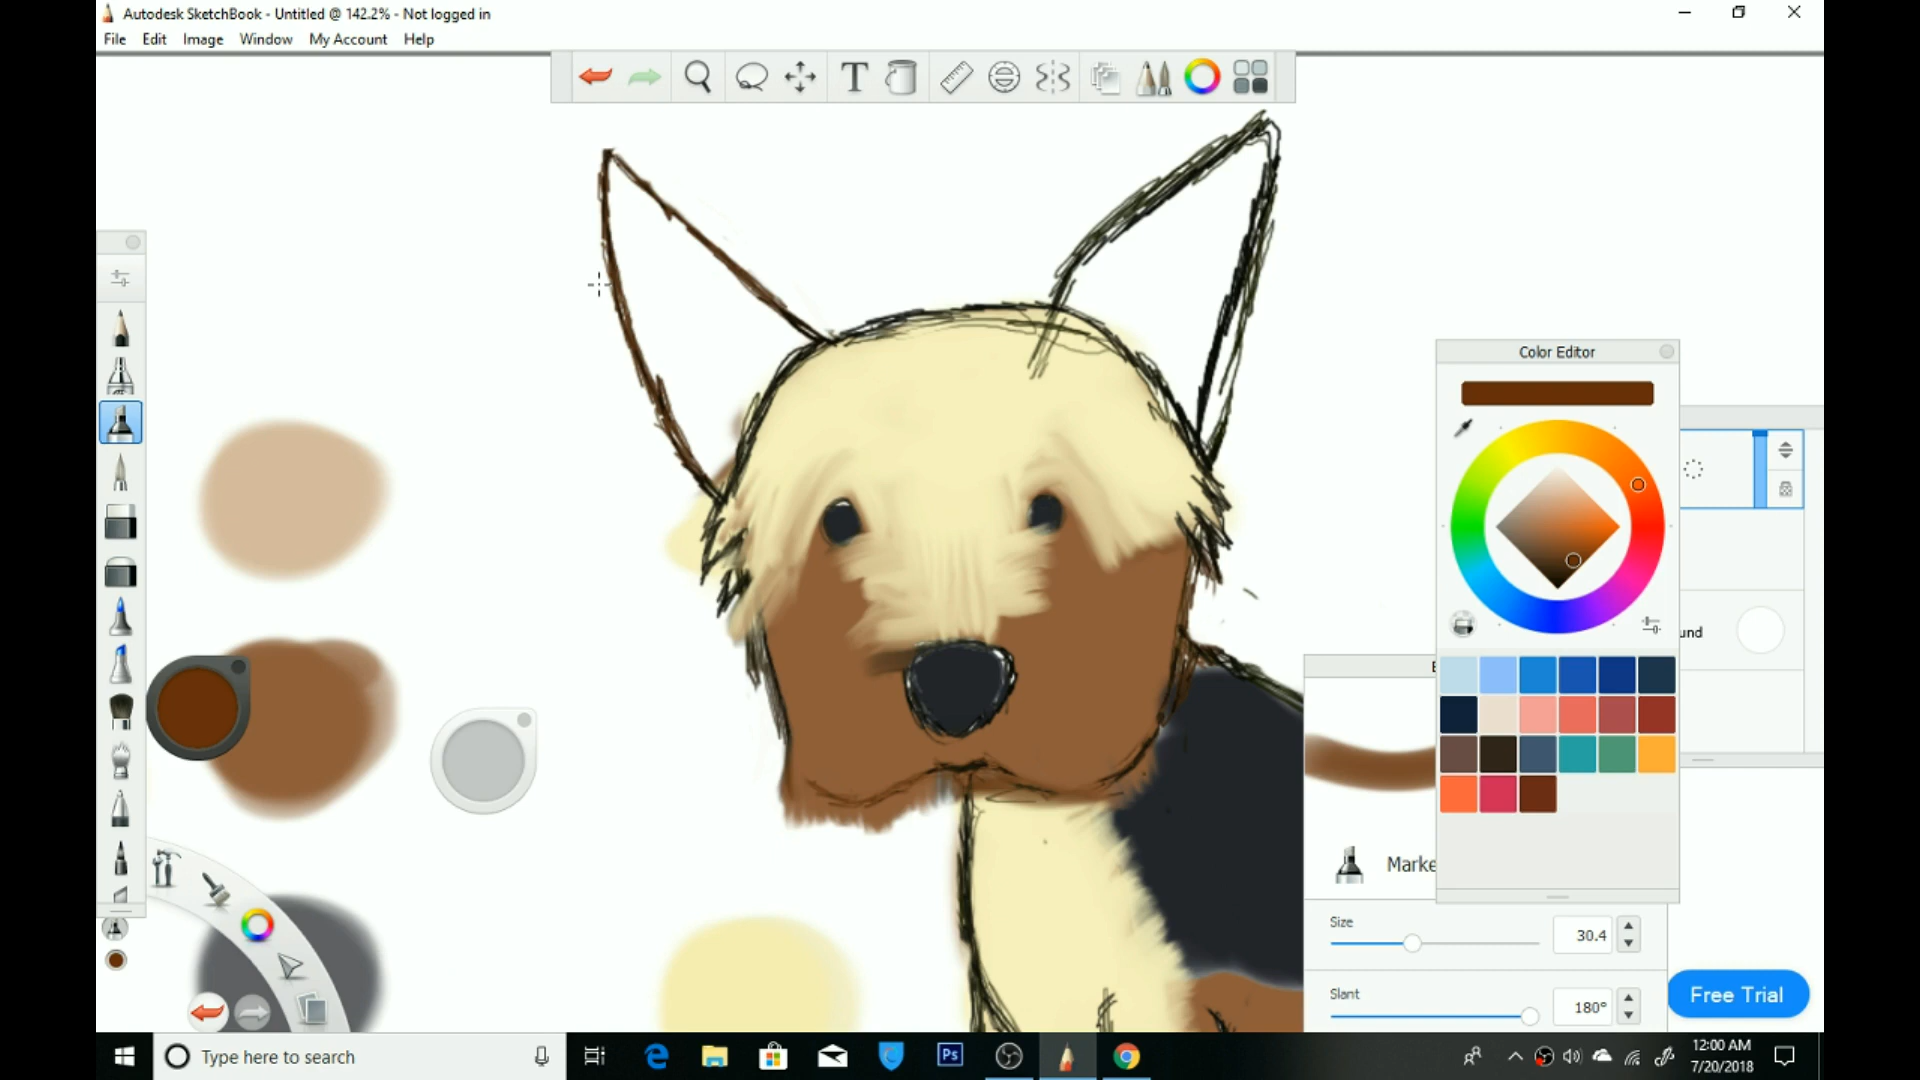 Autodesk SketchBook - Untitled @ 142.2% - Not logged in
File Edit Image Window My Account Help
T
Color Editor
und
Marke
Size
30.4
Slant
180°
Free Trial
Type here to search
Ps
12:00 AM
7/20/2018